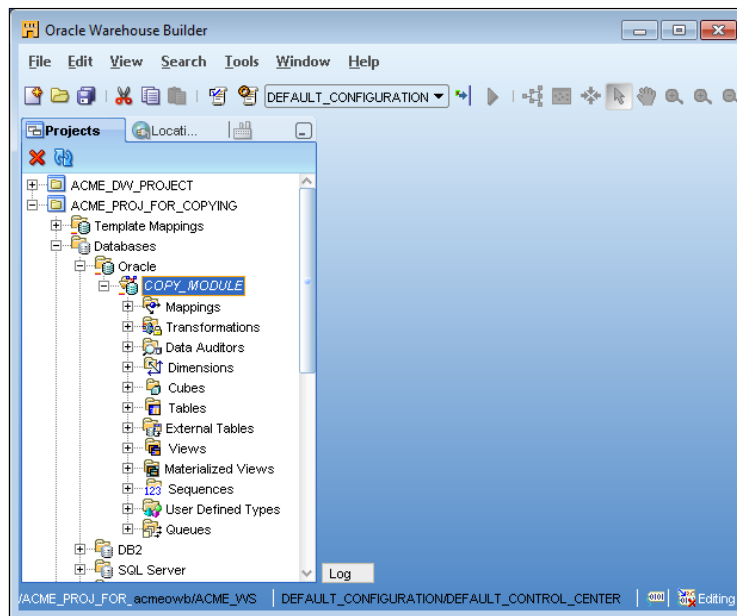 Oracle Warehouse Builder
File Edit View Search Tools Window Help
DEFAULT_CONFIGURATION
Projects Locati...
ACME_DW_PROJECT
ACME_PROJ_FOR_COPYING
Template Mappings
Databases
Oracle
COPY_MODULE
Mappings
Transformations
Data Auditors
Dimensions
Cubes
Tables
External Tables
Views
Materialized Views
123 Sequences
User Defined Types
Queues
DB2
SQL Server
Log
/ACME_PROJ_FOR_acmeowb/ACME_WS DEFAULT_CONFIGURATION/DEFAULT_CONTROL_CENTER Editing